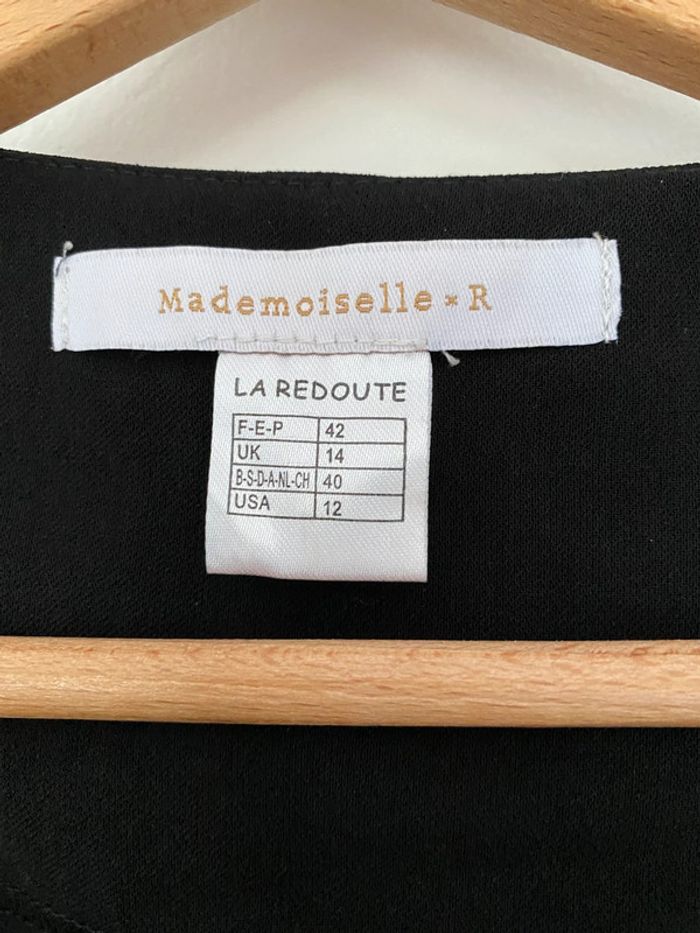 Mademoiselle × R
LA REDOUTE
F-E-P 42
UK 14
B-S-D-A-NL-CH 40
USA 12